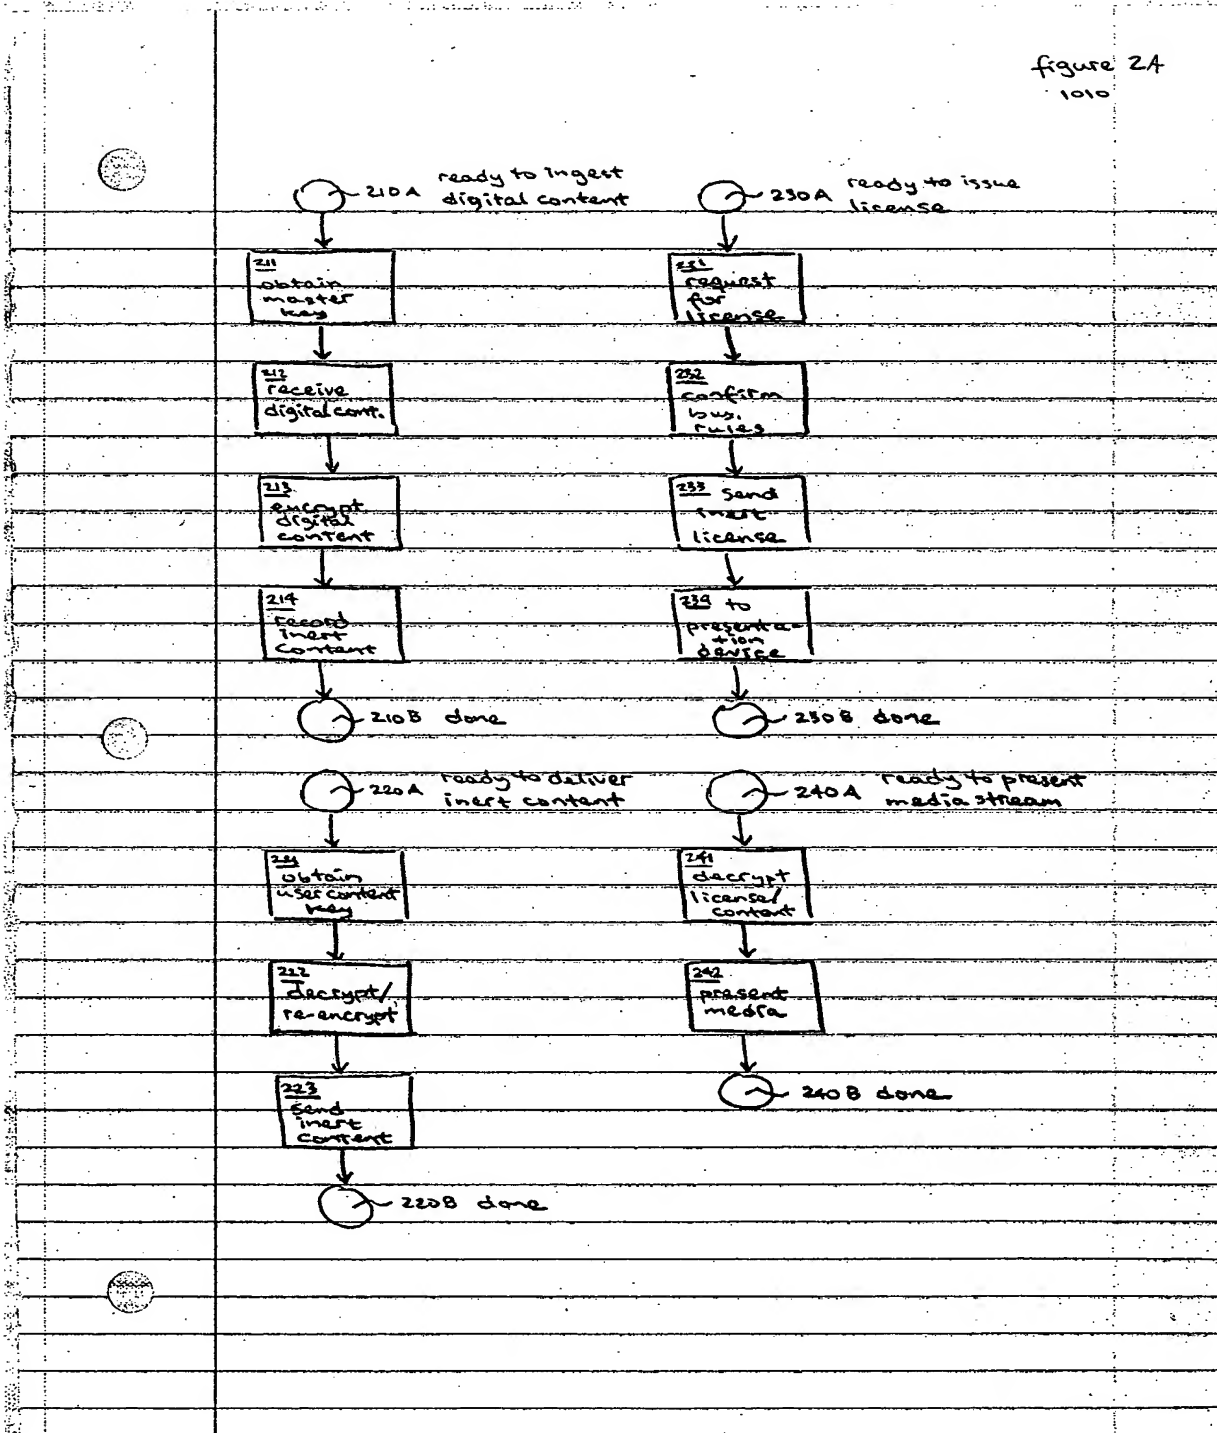 figure 2A
1010
210A ready to ingest
digital content
211
obtain
master
key
212
receive
digital cont.
213
encrypt
digital
content
214
record
inert
content
210B done
230A ready to issue
license
231
request
for
license
232
confirm
bus.
rules
233 send
inert
license
234 to
presenta-
tion
device
230B done
220A ready to deliver
inert content
221
obtain
user content
key
222
decrypt/
re-encrypt
223
send
inert
content
220B done
240A ready to present
media stream
241
decrypt
license/
content
242
present
media
240B done